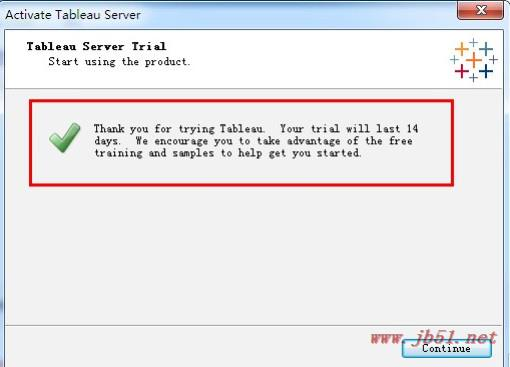 Activate Tableau Server
Tableau Server Trial
Start using the product.
Thank you for trying Tableau. Your trial will last 14
days. We encourage you to take advantage of the free
training and samples to help get you started.
www.jb51.net
Continue